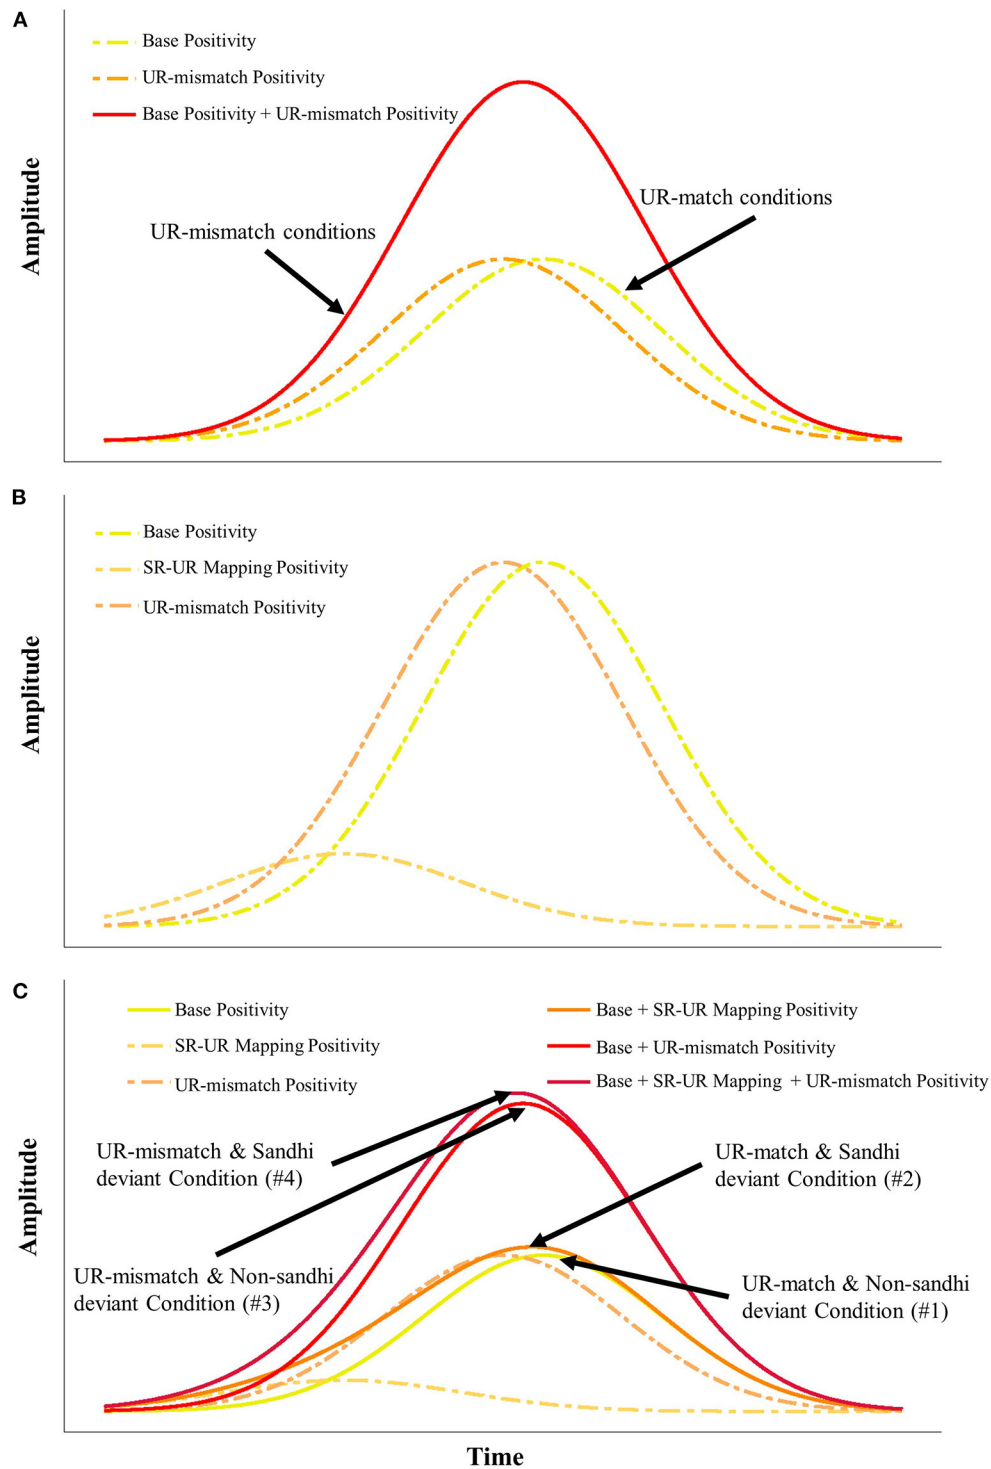 A
Base Positivity
UR-mismatch Positivity
Base Positivity + UR-mismatch Positivity
UR-match conditions
UR-mismatch conditions
Amplitude
B
Base Positivity
SR-UR Mapping Positivity
UR-mismatch Positivity
Amplitude
C
Base Positivity
SR-UR Mapping Positivity
UR-mismatch Positivity
Base + SR-UR Mapping Positivity
Base + UR-mismatch Positivity
Base + SR-UR Mapping + UR-mismatch Positivity
UR-mismatch & Sandhi
deviant Condition (#4)
UR-match & Sandhi
deviant Condition (#2)
UR-mismatch & Non-sandhi
deviant Condition (#3)
UR-match & Non-sandhi
deviant Condition (#1)
Amplitude
Time